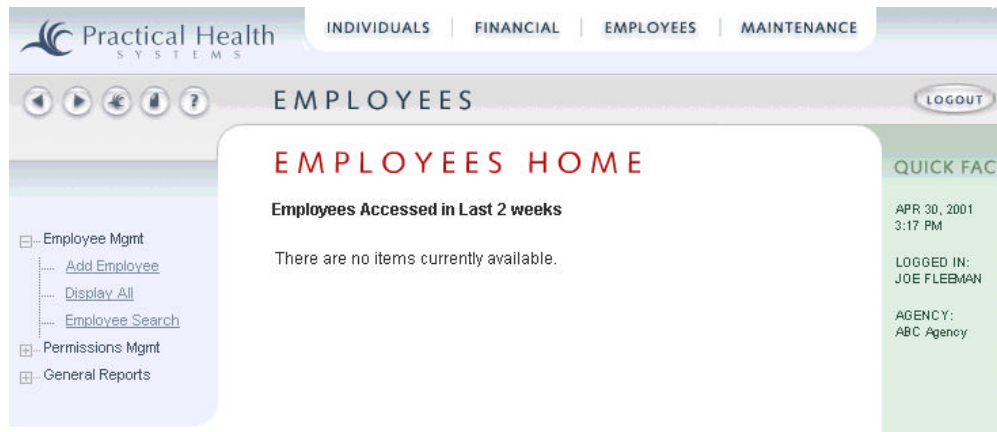 Practical Health
SYSTEMS
INDIVIDUALS
FINANCIAL
EMPLOYEES
MAINTENANCE
?
EMPLOYEES
LOGOUT
EMPLOYEES HOME
Employees Accessed in Last 2 weeks
There are no items currently available.
Employee Mgmt
Add Employee
Display All
Employee Search
Permissions Mgmt
General Reports
QUICK FAC
APR 30, 2001
3:17 PM
LOGGED IN:
JOE FLEEMAN
AGENCY:
ABC Agency